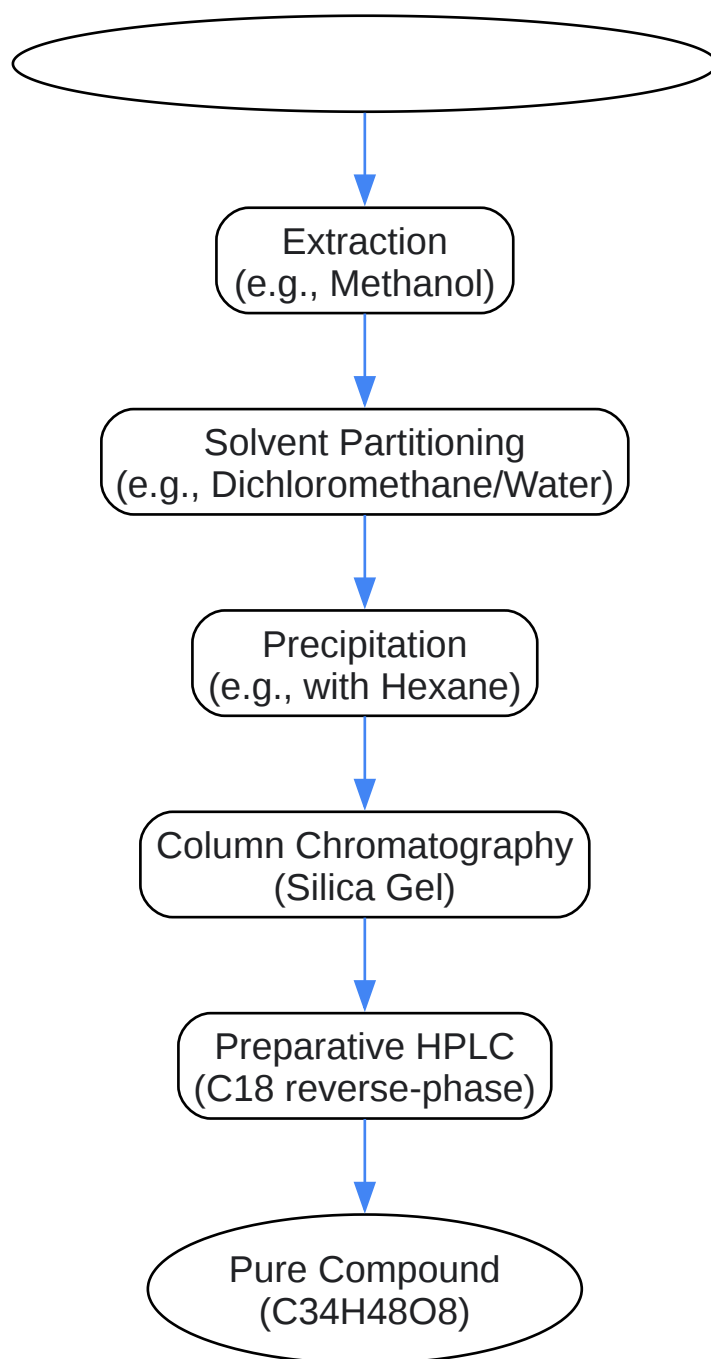 Extraction
(e.g., Methanol)
Solvent Partitioning
(e.g., Dichloromethane/Water)
Precipitation
(e.g., with Hexane)
Column Chromatography
(Silica Gel)
Preparative HPLC
(C18 reverse-phase)
Pure Compound
(C34H48O8)